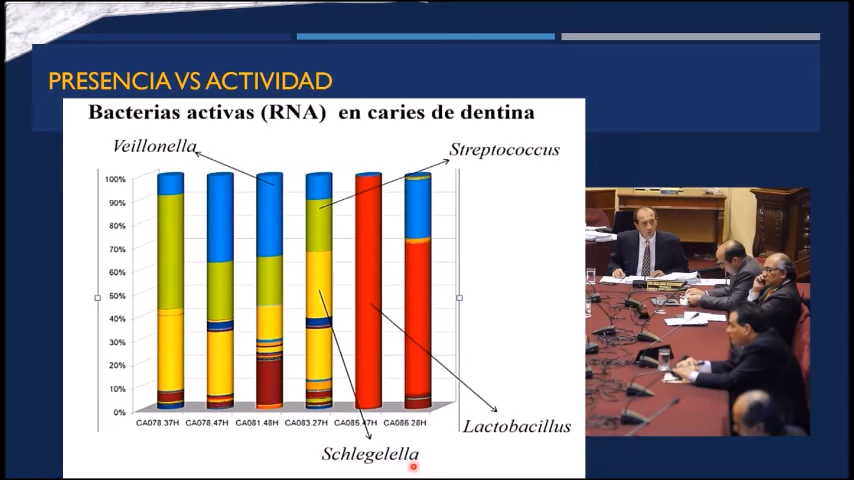 PRESENCIA VS ACTIVIDAD
Bacterias activas (RNA) en caries de dentina
Veillonella
Streptococcus
100%
90%
80%
70%
60%
50%
40%
30%
20%
10%
0%
CA078.37H CA078.47H CA081.48H CA083.27H CA085.47H CA086.28H
Lactobacillus
Schlegelella